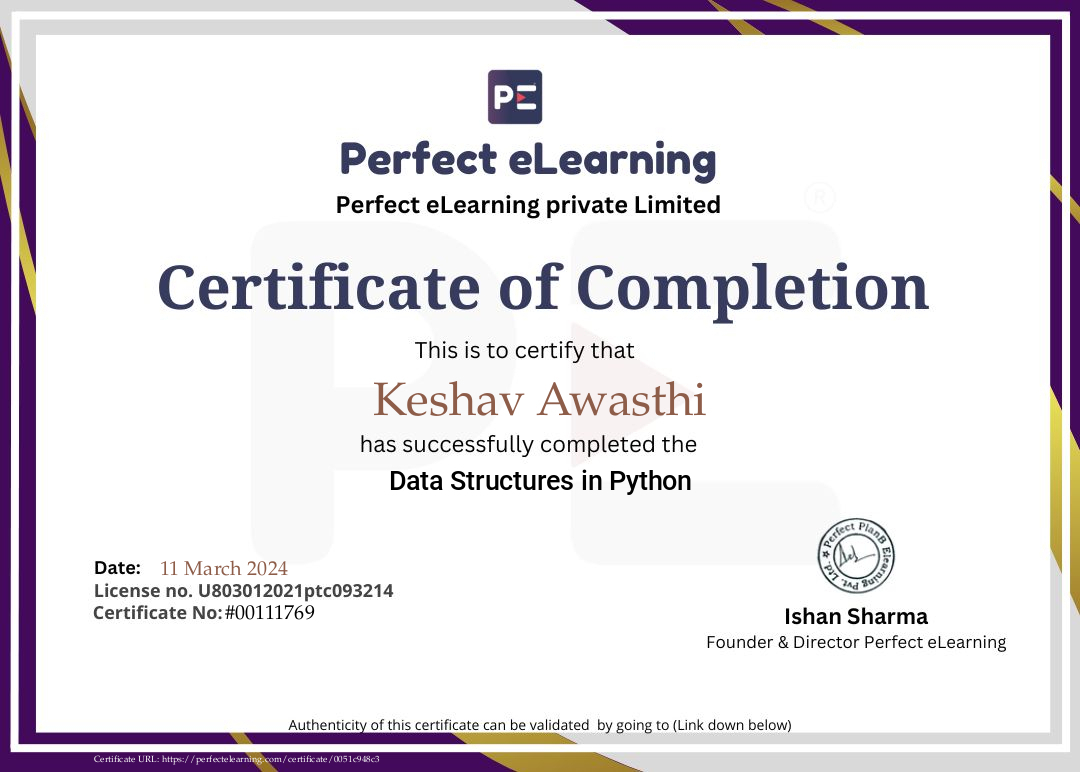 PE
Perfect eLearning
Perfect eLearning private Limited
®
Certificate of Completion
This is to certify that
Keshav Awasthi
has successfully completed the
Data Structures in Python
Date: 11 March 2024
License no. U803012021ptc093214
Certificate No: #00111769
Perfect PlanB Elearning Pvt. Ltd.
Ishan Sharma
Founder & Director Perfect eLearning
Authenticity of this certificate can be validated by going to (Link down below)
Certificate URL: https://perfectelearning.com/certificate/0051c948c3